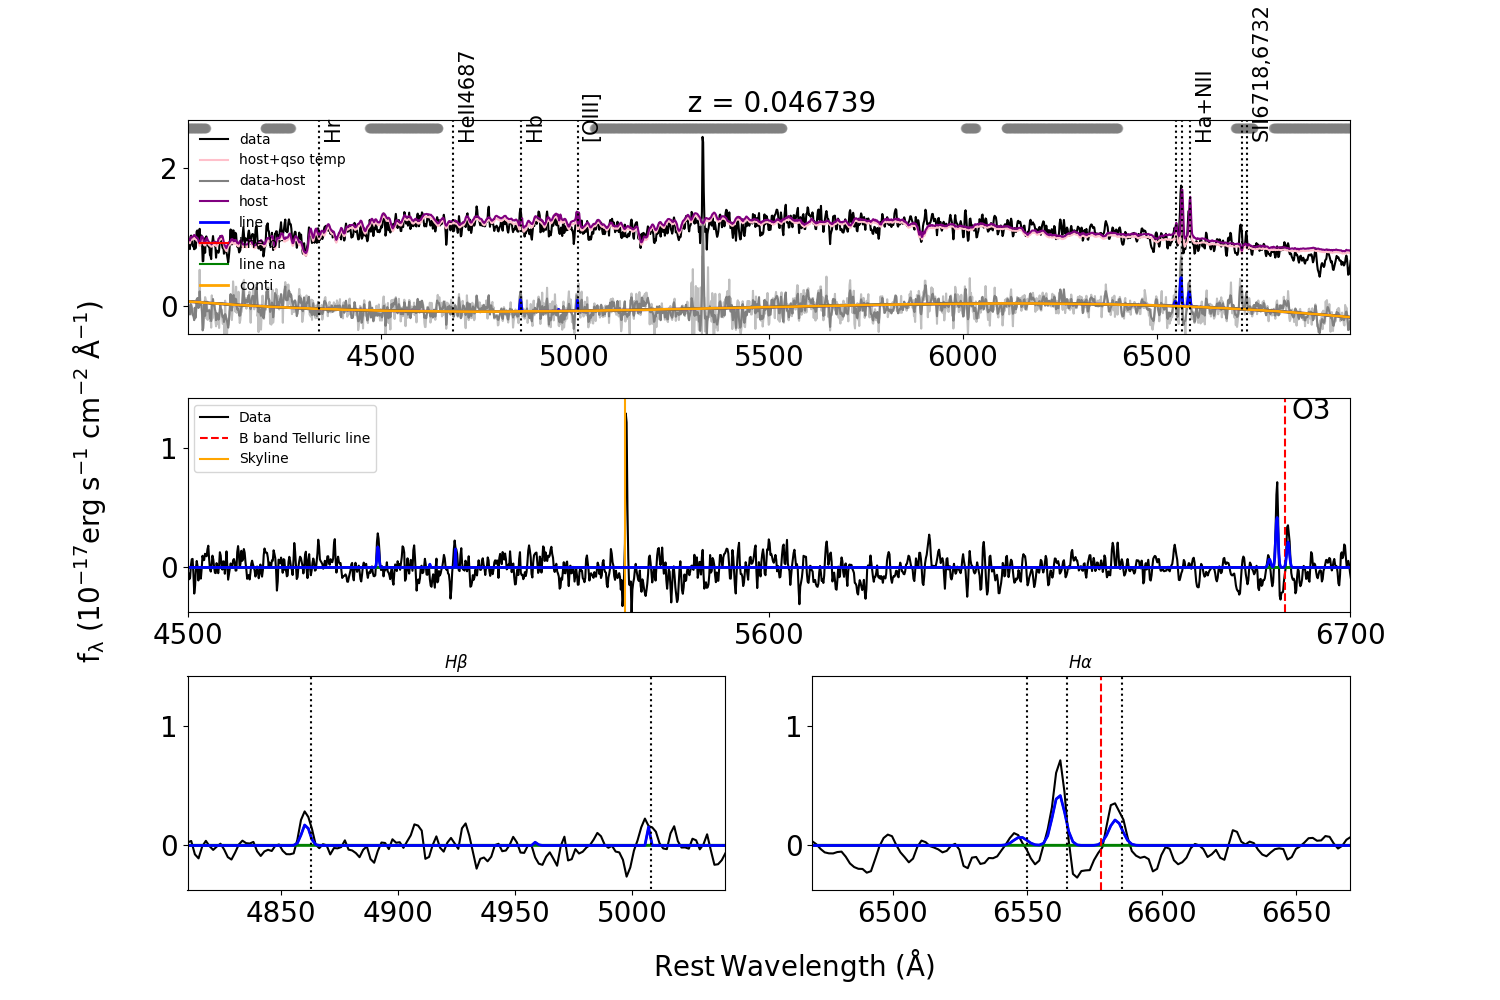 Hr
HeII4687
Hb
[OIII]
Ha+NII
SII6718,6732
z = 0.046739
data
host+qso temp
data-host
host
line
line na
conti
2
0
4500 5000 5500 6000 6500
Data
B band Telluric line
Skyline
O3
1
0
4500 5600 6700
fλ (10⁻¹⁷erg s⁻¹ cm⁻² Å⁻¹)
Hβ
1
0
4850 4900 4950 5000
Hα
1
0
6500 6550 6600 6650
Rest Wavelength (Å)